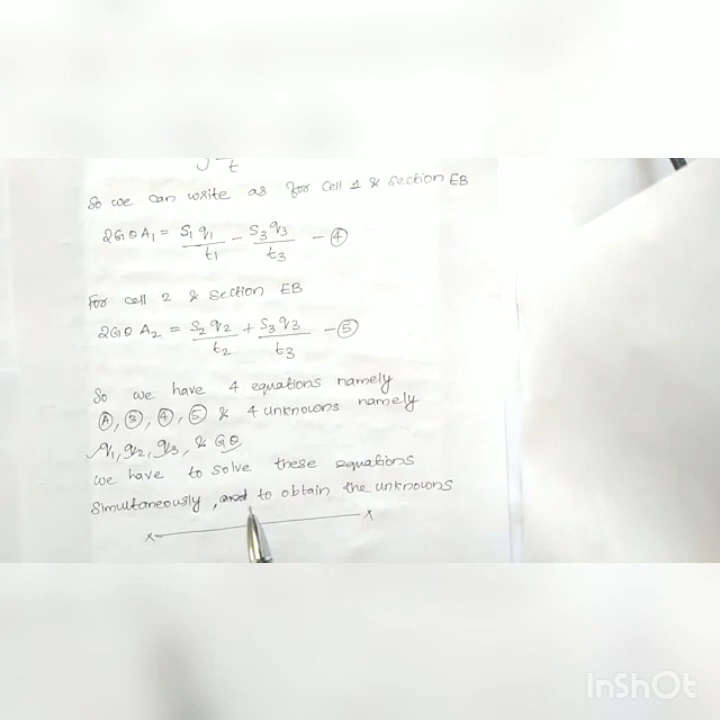 So we can write as for cell 1 & section EB
2GθA₁ = S₁q₁/t₁ - S₃q₃/t₃ - ④
For cell 2 & section EB
2GθA₂ = S₂q₂/t₂ + S₃q₃/t₃ - ⑤
So we have 4 equations namely
Ⓐ, ③, ④, ⑤ & 4 unknowns namely
q₁, q₂, q₃, & Gθ
we have to solve these equations
simultaneously, to obtain the unknowns
x x
InShOt